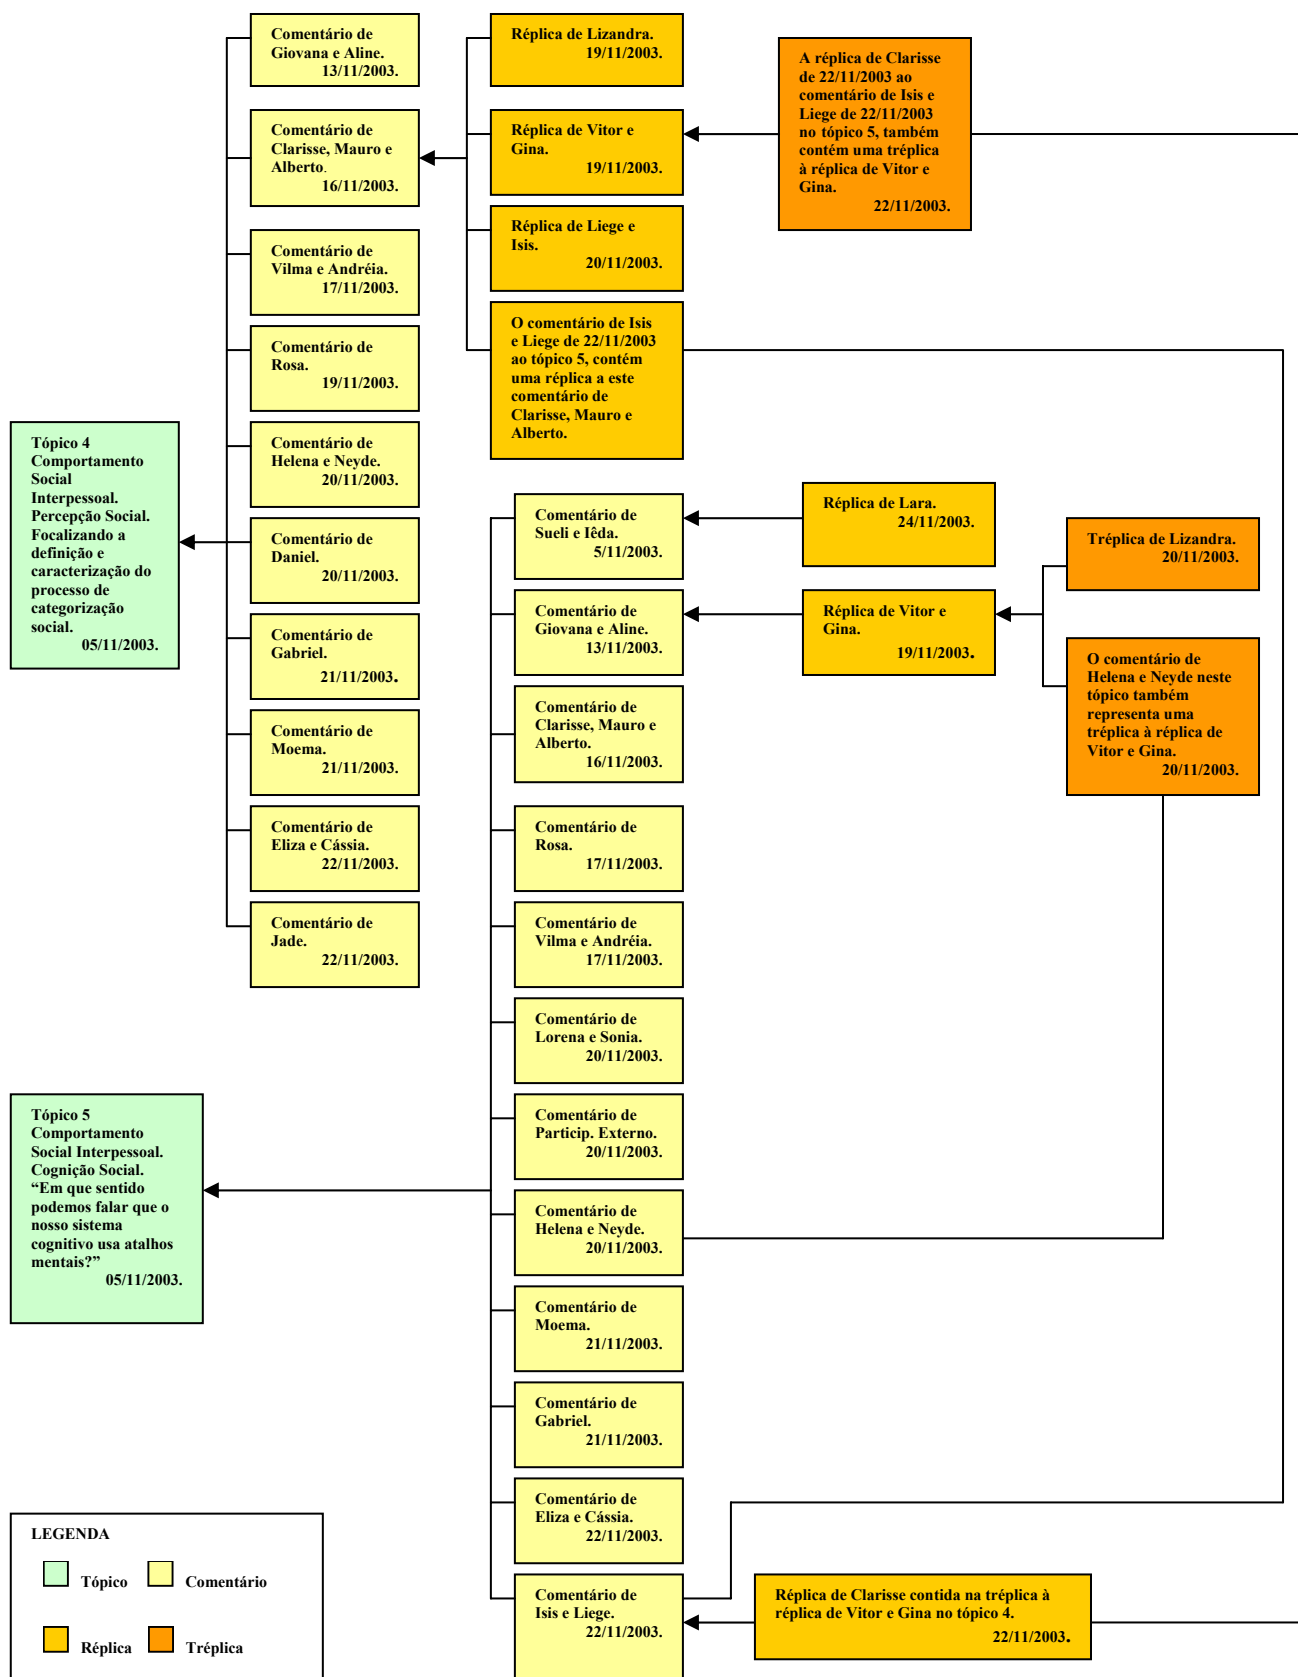 Comentário de
Giovana e Aline.
13/11/2003.
Comentário de
Clarisse, Mauro e
Alberto.
16/11/2003.
Comentário de
Vilma e Andréia.
17/11/2003.
Comentário de
Rosa.
19/11/2003.
Comentário de
Helena e Neyde.
20/11/2003.
Comentário de
Daniel.
20/11/2003.
Comentário de
Gabriel.
21/11/2003.
Comentário de
Moema.
21/11/2003.
Comentário de
Eliza e Cássia.
22/11/2003.
Comentário de
Jade.
22/11/2003.
Réplica de Lizandra.
19/11/2003.
Réplica de Vitor e
Gina.
19/11/2003.
Réplica de Liege e
Isis.
20/11/2003.
O comentário de Isis
e Liege de 22/11/2003
ao tópico 5, contém
uma réplica a este
comentário de
Clarisse, Mauro e
Alberto.
A réplica de Clarisse
de 22/11/2003 ao
comentário de Isis e
Liege de 22/11/2003
no tópico 5, também
contém uma tréplica
à réplica de Vitor e
Gina.
22/11/2003.
Tópico 4
Comportamento
Social
Interpessoal.
Percepção Social.
Focalizando a
definição e
caracterização do
processo de
categorização
social.
05/11/2003.
Comentário de
Sueli e Iêda.
5/11/2003.
Réplica de Lara.
24/11/2003.
Comentário de
Giovana e Aline.
13/11/2003.
Réplica de Vitor e
Gina.
19/11/2003.
Tréplica de Lizandra.
20/11/2003.
O comentário de
Helena e Neyde neste
tópico também
representa uma
tréplica à réplica de
Vitor e Gina.
20/11/2003.
Comentário de
Clarisse, Mauro e
Alberto.
16/11/2003.
Comentário de
Rosa.
17/11/2003.
Comentário de
Vilma e Andréia.
17/11/2003.
Comentário de
Lorena e Sonia.
20/11/2003.
Comentário de
Particip. Externo.
20/11/2003.
Comentário de
Helena e Neyde.
20/11/2003.
Comentário de
Moema.
21/11/2003.
Comentário de
Gabriel.
21/11/2003.
Comentário de
Eliza e Cássia.
22/11/2003.
Comentário de
Isis e Liege.
22/11/2003.
Réplica de Clarisse contida na tréplica à
réplica de Vitor e Gina no tópico 4.
22/11/2003.
Tópico 5
Comportamento
Social Interpessoal.
Cognição Social.
“Em que sentido
podemos falar que o
nosso sistema
cognitivo usa atalhos
mentais?”
05/11/2003.
LEGENDA
Tópico
Comentário
Réplica
Tréplica